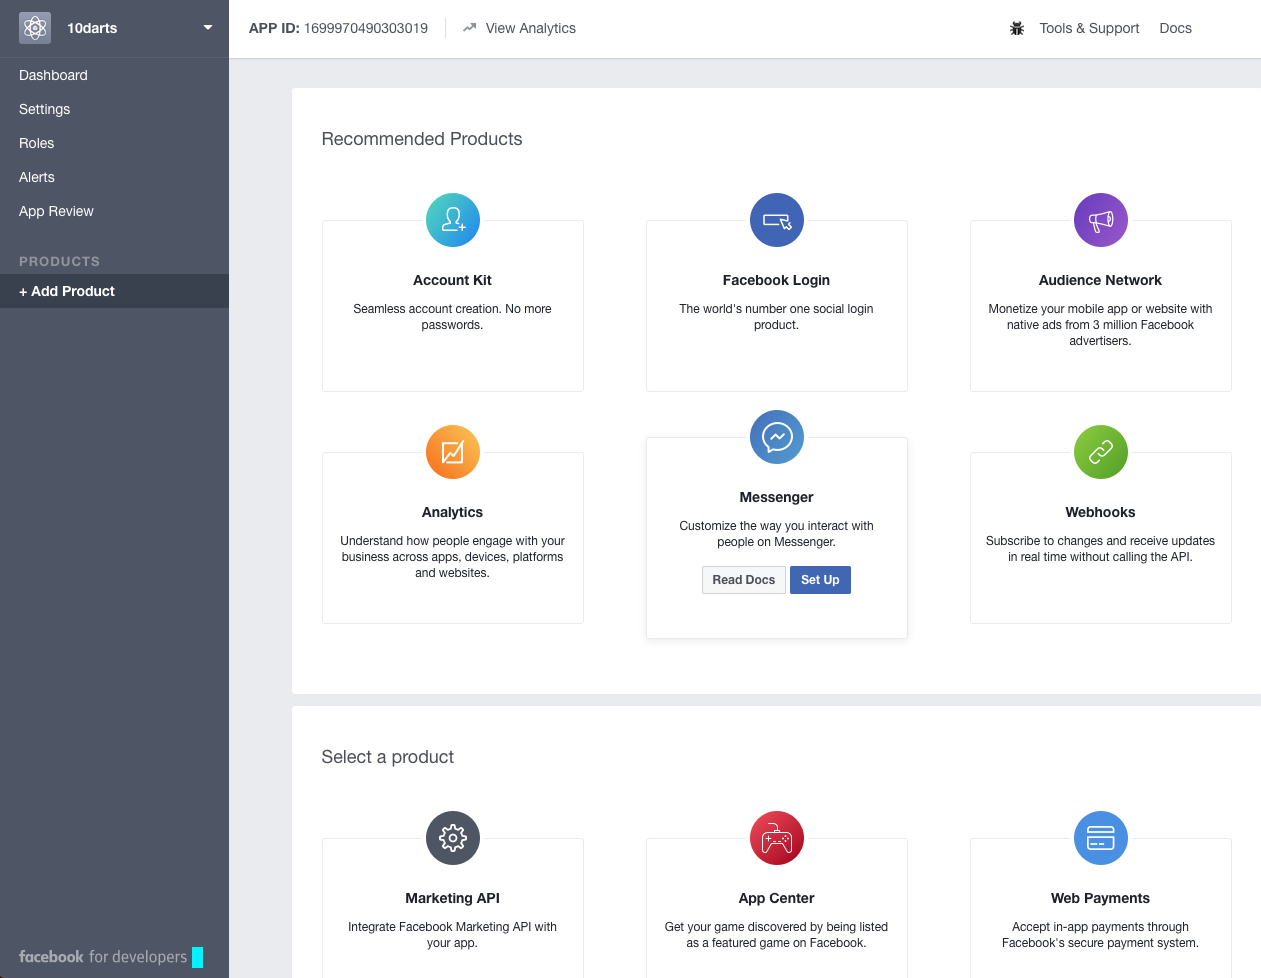 10darts
APP ID: 1699970490303019
View Analytics
Tools & Support
Docs
Dashboard
Settings
Roles
Alerts
App Review
PRODUCTS
+ Add Product
Recommended Products
Account Kit
Seamless account creation. No more
passwords.
Facebook Login
The world's number one social login
product.
Audience Network
Monetize your mobile app or website with
native ads from 3 million Facebook
advertisers.
Analytics
Understand how people engage with your
business across apps, devices, platforms
and websites.
Messenger
Customize the way you interact with
people on Messenger.
Read Docs
Set Up
Webhooks
Subscribe to changes and receive updates
in real time without calling the API.
Select a product
Marketing API
Integrate Facebook Marketing API with
your app.
App Center
Get your game discovered by being listed
as a featured game on Facebook.
Web Payments
Accept in-app payments through
Facebook's secure payment system.
facebook for developers